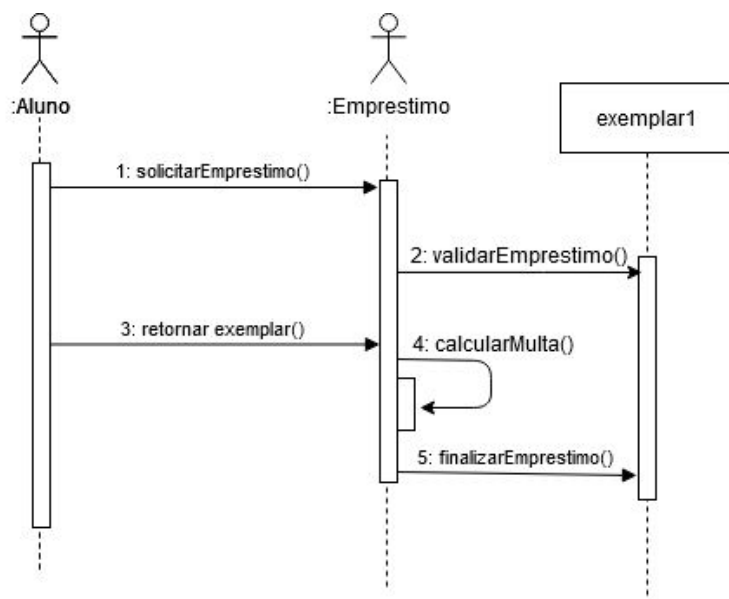 :Aluno
:Emprestimo
exemplar1
1: solicitarEmprestimo()
2: validarEmprestimo()
3: retornar exemplar()
4: calcularMulta()
5: finalizarEmprestimo()